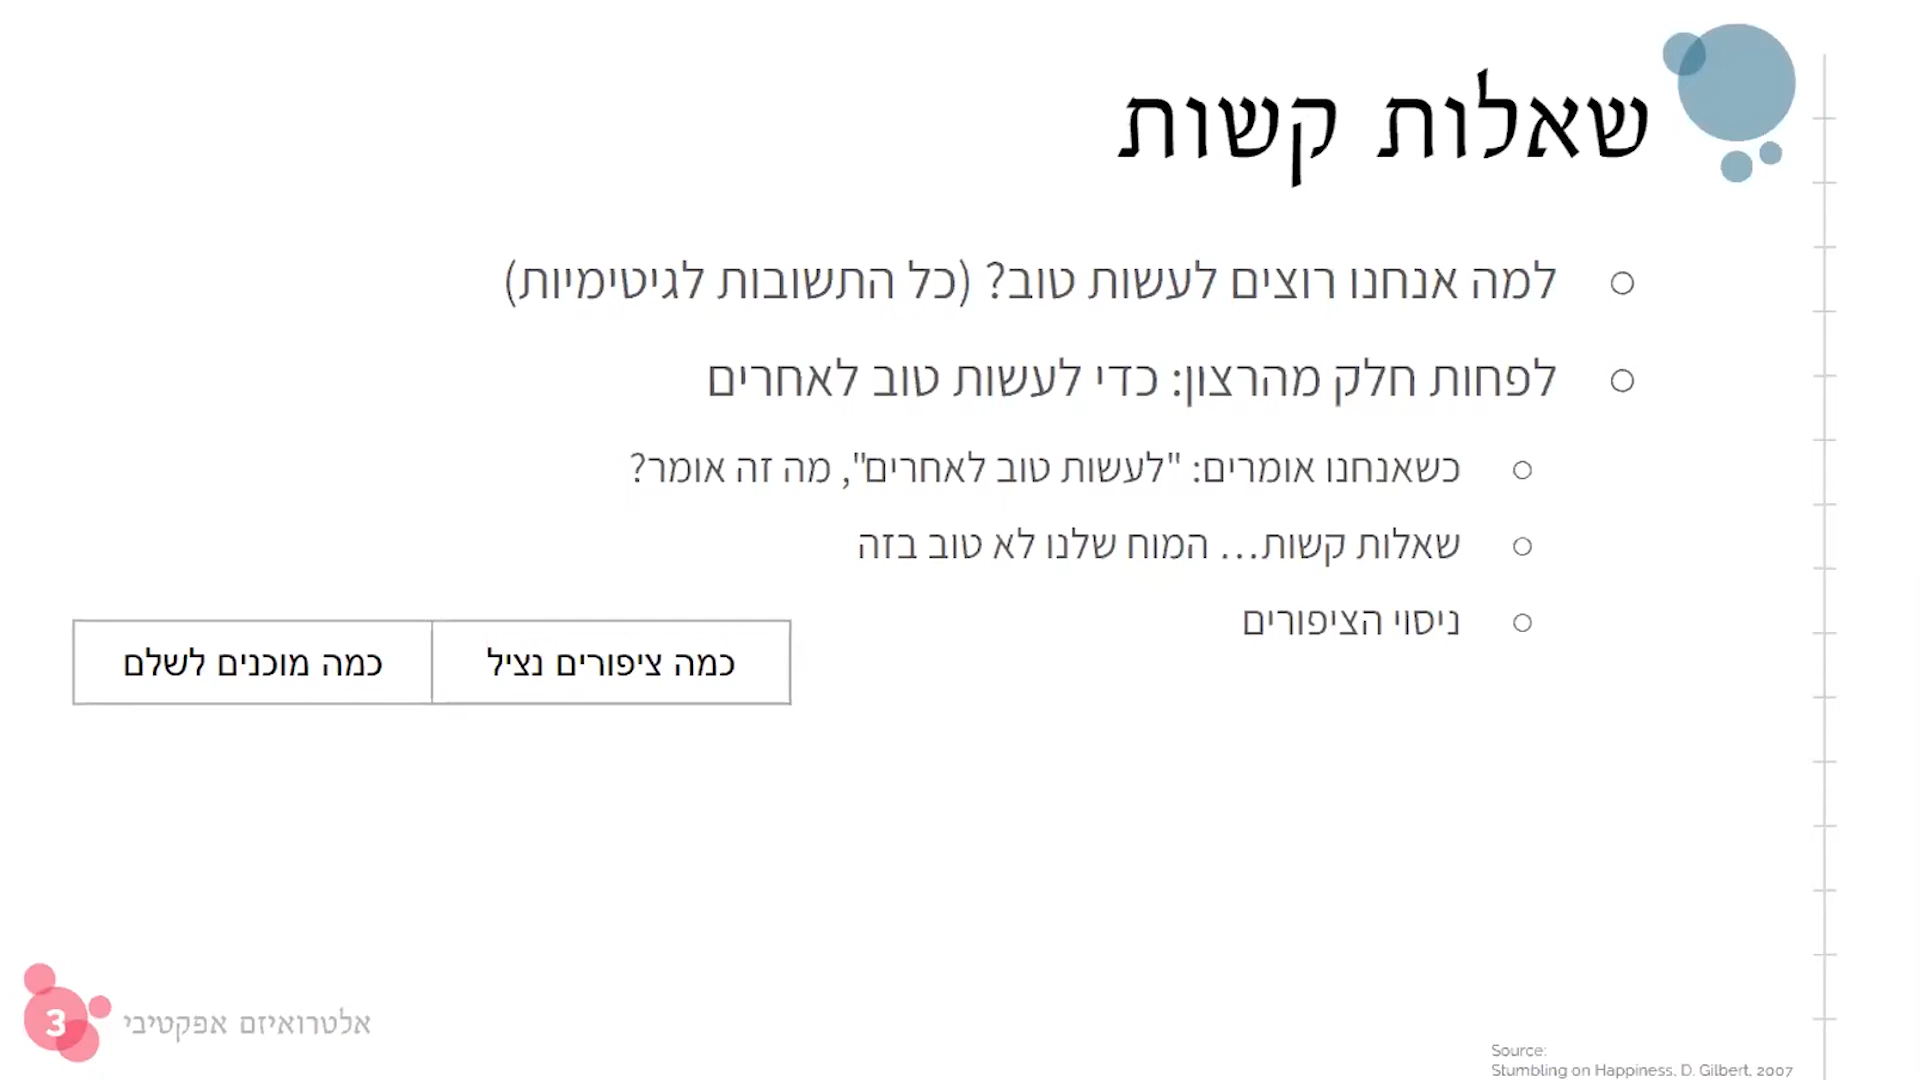 שאלות קשות
למה אנחנו רוצים לעשות טוב? (כל התשובות לגיטימיות)
לפחות חלק מהרצון: כדי לעשות טוב לאחרים
כשאנחנו אומרים: "לעשות טוב לאחרים", מה זה אומר?
שאלות קשות... המוח שלנו לא טוב בזה
ניסוי הציפורים
כמה ציפורים נציל
כמה מוכנים לשלם
3
אלטרואיזם אפקטיבי
Source:
Stumbling on Happiness, D. Gilbert, 2007